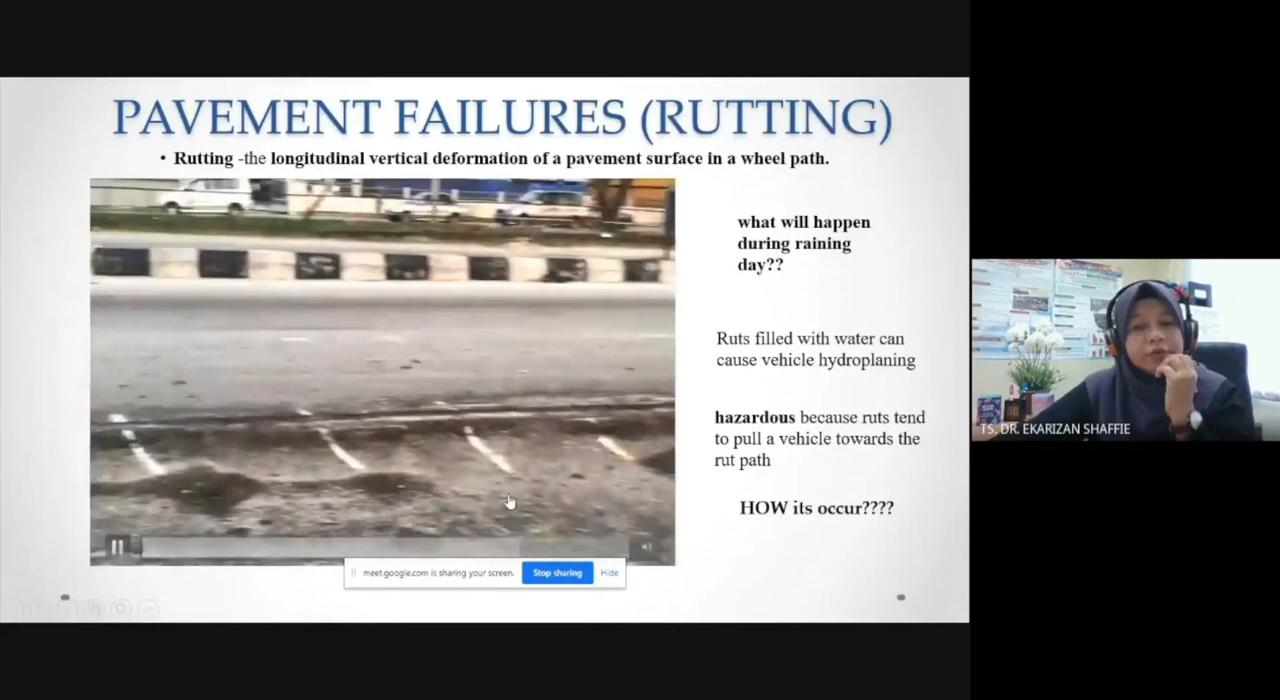 PAVEMENT FAILURES (RUTTING)
• Rutting -the longitudinal vertical deformation of a pavement surface in a wheel path.
what will happen
during raining
day??
Ruts filled with water can
cause vehicle hydroplaning
hazardous because ruts tend
to pull a vehicle towards the
rut path
HOW its occur????
meet.google.com is sharing your screen.
Stop sharing
Hide
TS. DR. EKARIZAN SHAFFIE